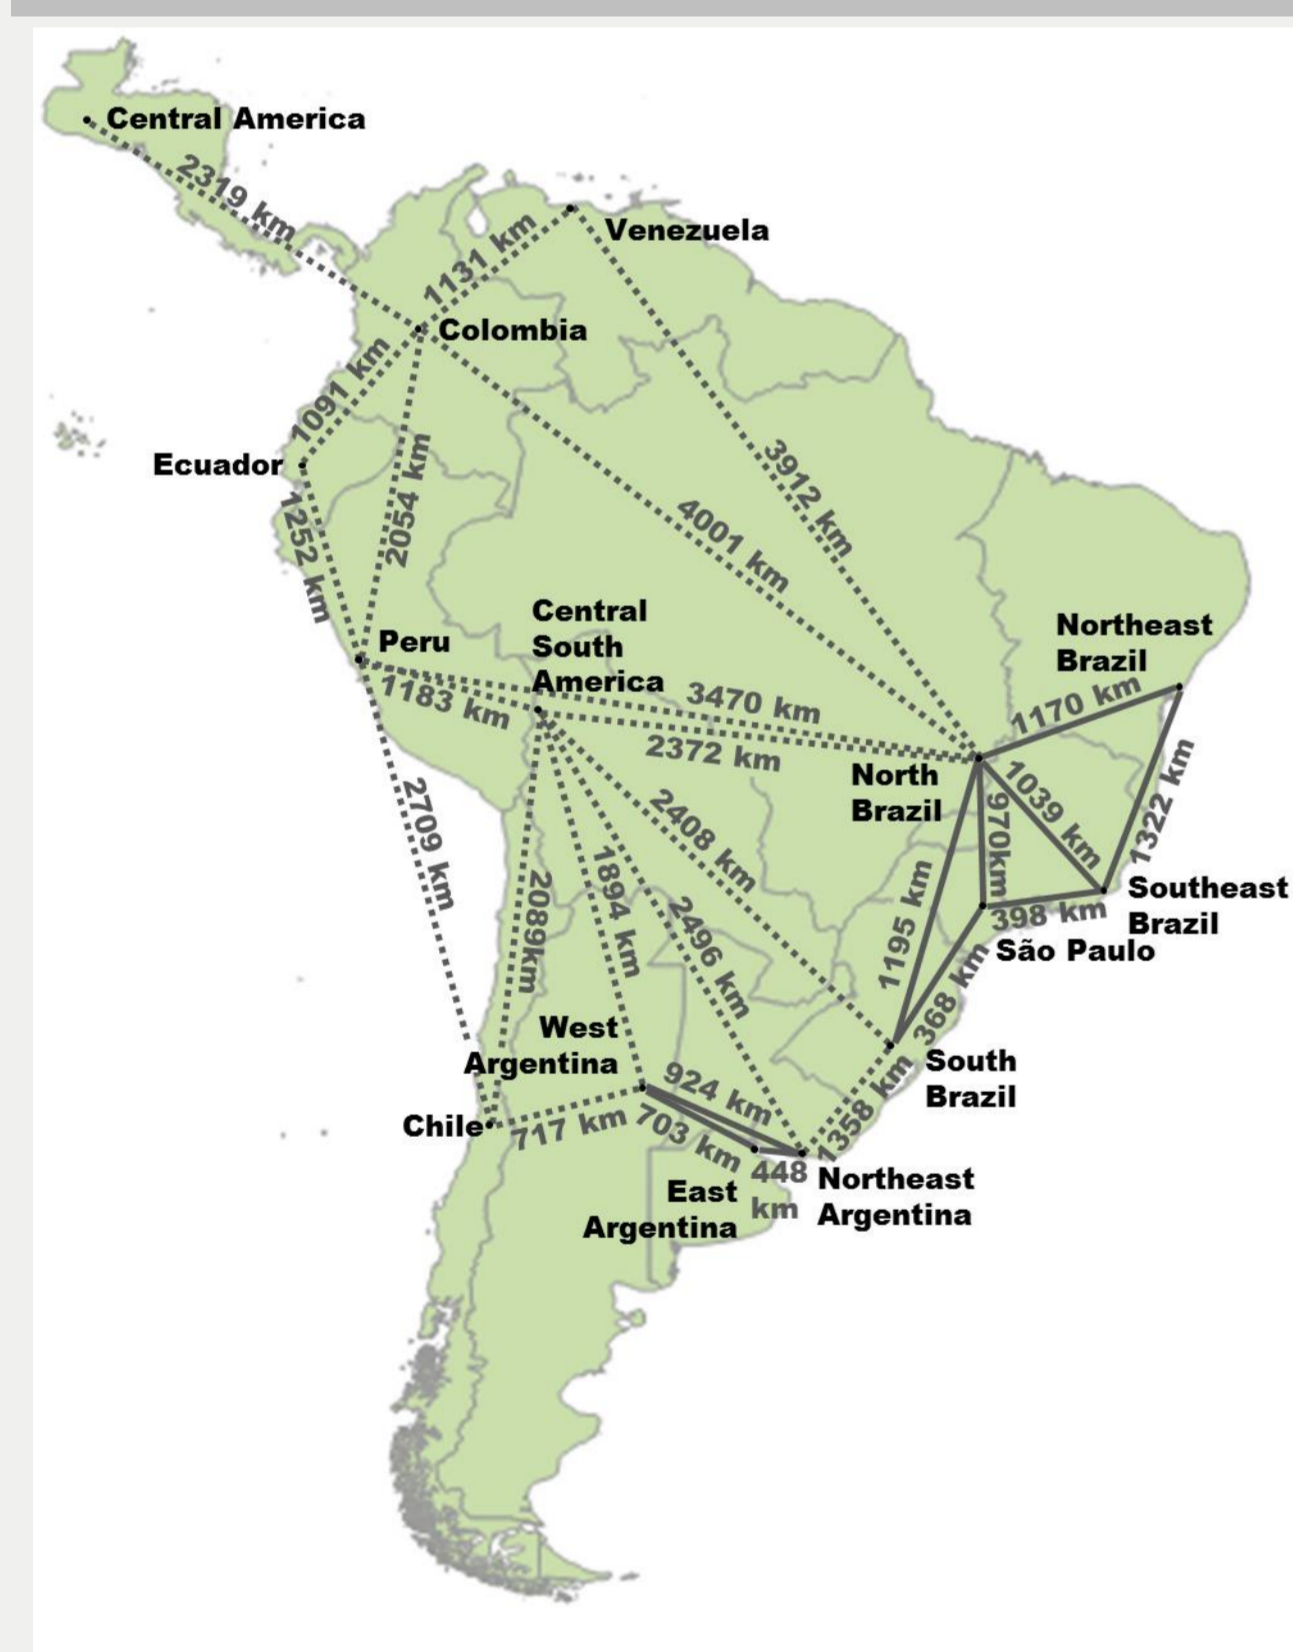 Central America
2319 km
Venezuela
1131 km
Colombia
1091 km
3912 km
Ecuador
2054 km
4001 km
1252 km
Central
South
America
Northeast
Brazil
Peru
1183 km
3470 km
1170 km
2372 km
North
Brazil
1039 km
1322 km
970km
2709 km
2408 km
1894 km
2089km
2496 km
1195 km
398 km
Southeast
Brazil
São Paulo
368 km
West
Argentina
924 km
South
Brazil
1358 km
Chile
717 km
703 km
448
km
Northeast
Argentina
East
Argentina